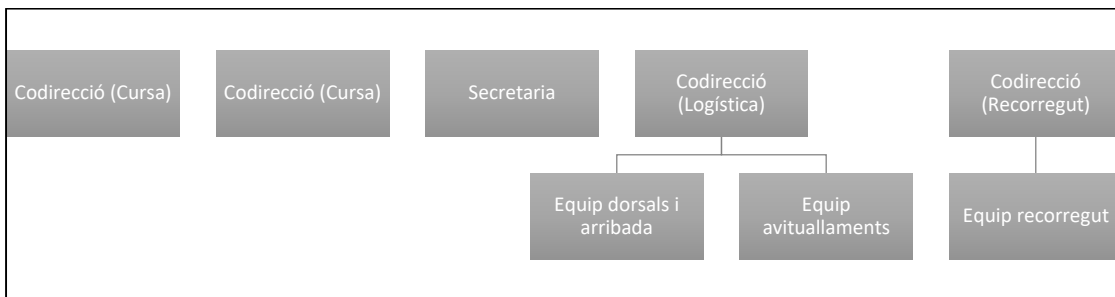 Codirecció (Cursa)
Codirecció (Cursa)
Secretaria
Codirecció
(Logística)
Codirecció
(Recorregut)
Equip dorsals i
arribada
Equip
avituallaments
Equip recorregut